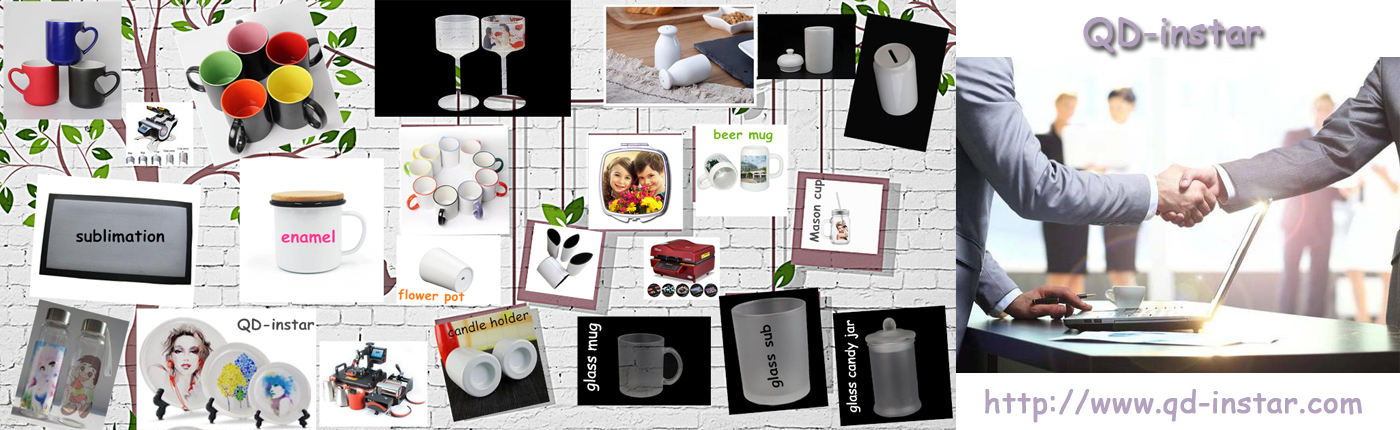 QD-instar
beer mug
Mason cup
sublimation
enamel
flower pot
QD-instar
candle holder
glass mug
glass sub
glass candy jar
http://www.qd-instar.com